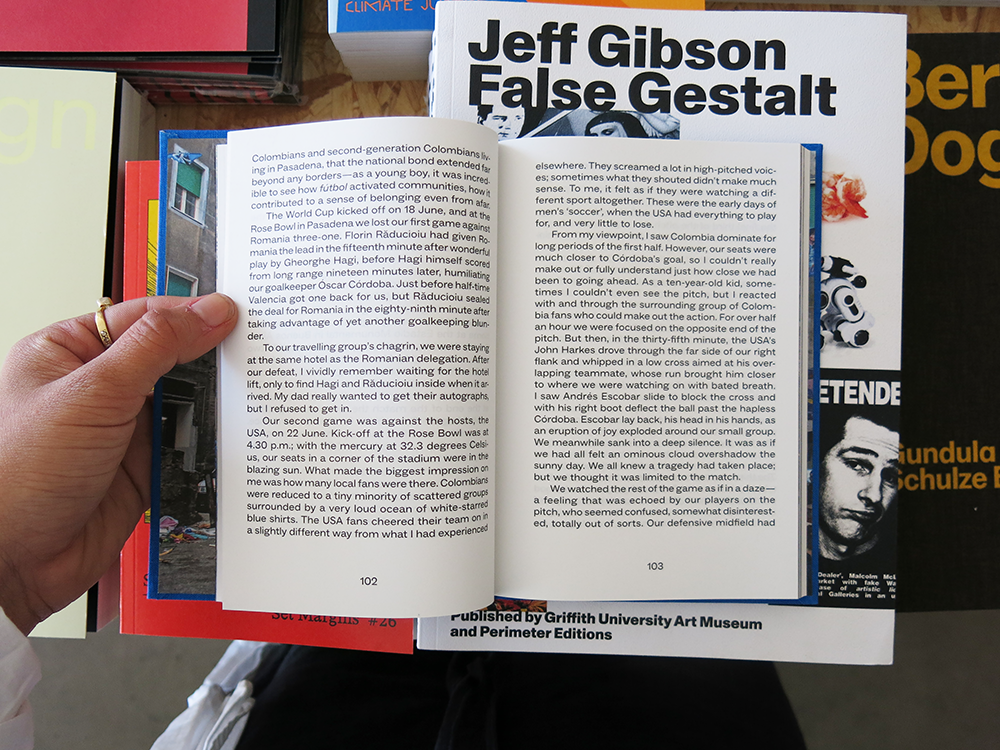 CLIMATE JU
Jeff Gibson
False Gestalt
gn
Ber
Dog
Colombians and second-generation Colombians liv-
ing in Pasadena, that the national bond extended far
beyond any borders—as a young boy, it was incred-
ible to see how fútbol activated communities, how it
contributed to a sense of belonging even from afar.
The World Cup kicked off on 18 June, and at the
Rose Bowl in Pasadena we lost our first game against
Romania three-one. Florin Răducioiu had given Ro-
mania the lead in the fifteenth minute after wonderful
play by Gheorghe Hagi, before Hagi himself scored
from long range nineteen minutes later, humiliating
our goalkeeper Óscar Córdoba. Just before half-time
Valencia got one back for us, but Răducioiu sealed
the deal for Romania in the eighty-ninth minute after
taking advantage of yet another goalkeeping blun-
der.
To our travelling group's chagrin, we were staying
at the same hotel as the Romanian delegation. After
our defeat, I vividly remember waiting for the hotel
lift, only to find Hagi and Răducioiu inside when it ar-
rived. My dad really wanted to get their autographs,
but I refused to get in.
Our second game was against the hosts, the
USA, on 22 June. Kick-off at the Rose Bowl was at
4.30 p.m.; with the mercury at 32.3 degrees Celsi-
us, our seats in a corner of the stadium were in the
blazing sun. What made the biggest impression on
me was how many local fans were there. Colombians
were reduced to a tiny minority of scattered groups
surrounded by a very loud ocean of white-starred
blue shirts. The USA fans cheered their team on in
a slightly different way from what I had experienced
102
elsewhere. They screamed a lot in high-pitched voic-
es; sometimes what they shouted didn't make much
sense. To me, it felt as if they were watching a dif-
ferent sport altogether. These were the early days of
men's 'soccer', when the USA had everything to play
for, and very little to lose.
From my viewpoint, I saw Colombia dominate for
long periods of the first half. However, our seats were
much closer to Córdoba's goal, so I couldn't really
make out or fully understand just how close we had
been to going ahead. As a ten-year-old kid, some-
times I couldn't even see the pitch, but I reacted
with and through the surrounding group of Colom-
bia fans who could make out the action. For over half
an hour we were focused on the opposite end of the
pitch. But then, in the thirty-fifth minute, the USA's
John Harkes drove through the far side of our right
flank and whipped in a low cross aimed at his over-
lapping teammate, whose run brought him closer
to where we were watching on with bated breath.
I saw Andrés Escobar slide to block the cross and
with his right boot deflect the ball past the hapless
Córdoba. Escobar lay back, his head in his hands, as
an eruption of joy exploded around our small group.
We meanwhile sank into a deep silence. It was as if
we had all felt an ominous cloud overshadow the
sunny day. We all knew a tragedy had taken place;
but we thought it was limited to the match.
We watched the rest of the game as if in a daze—
a feeling that was echoed by our players on the
pitch, who seemed confused, somewhat disinterest-
ed, totally out of sorts. Our defensive midfield had
103
ETENDE
Gundula
Schulze E
Dealer', Malcolm McL
rket with fake Wa
ase of artistic lic
l Galleries in an u
Set Margins' #26
Published by Griffith University Art Museum
and Perimeter Editions